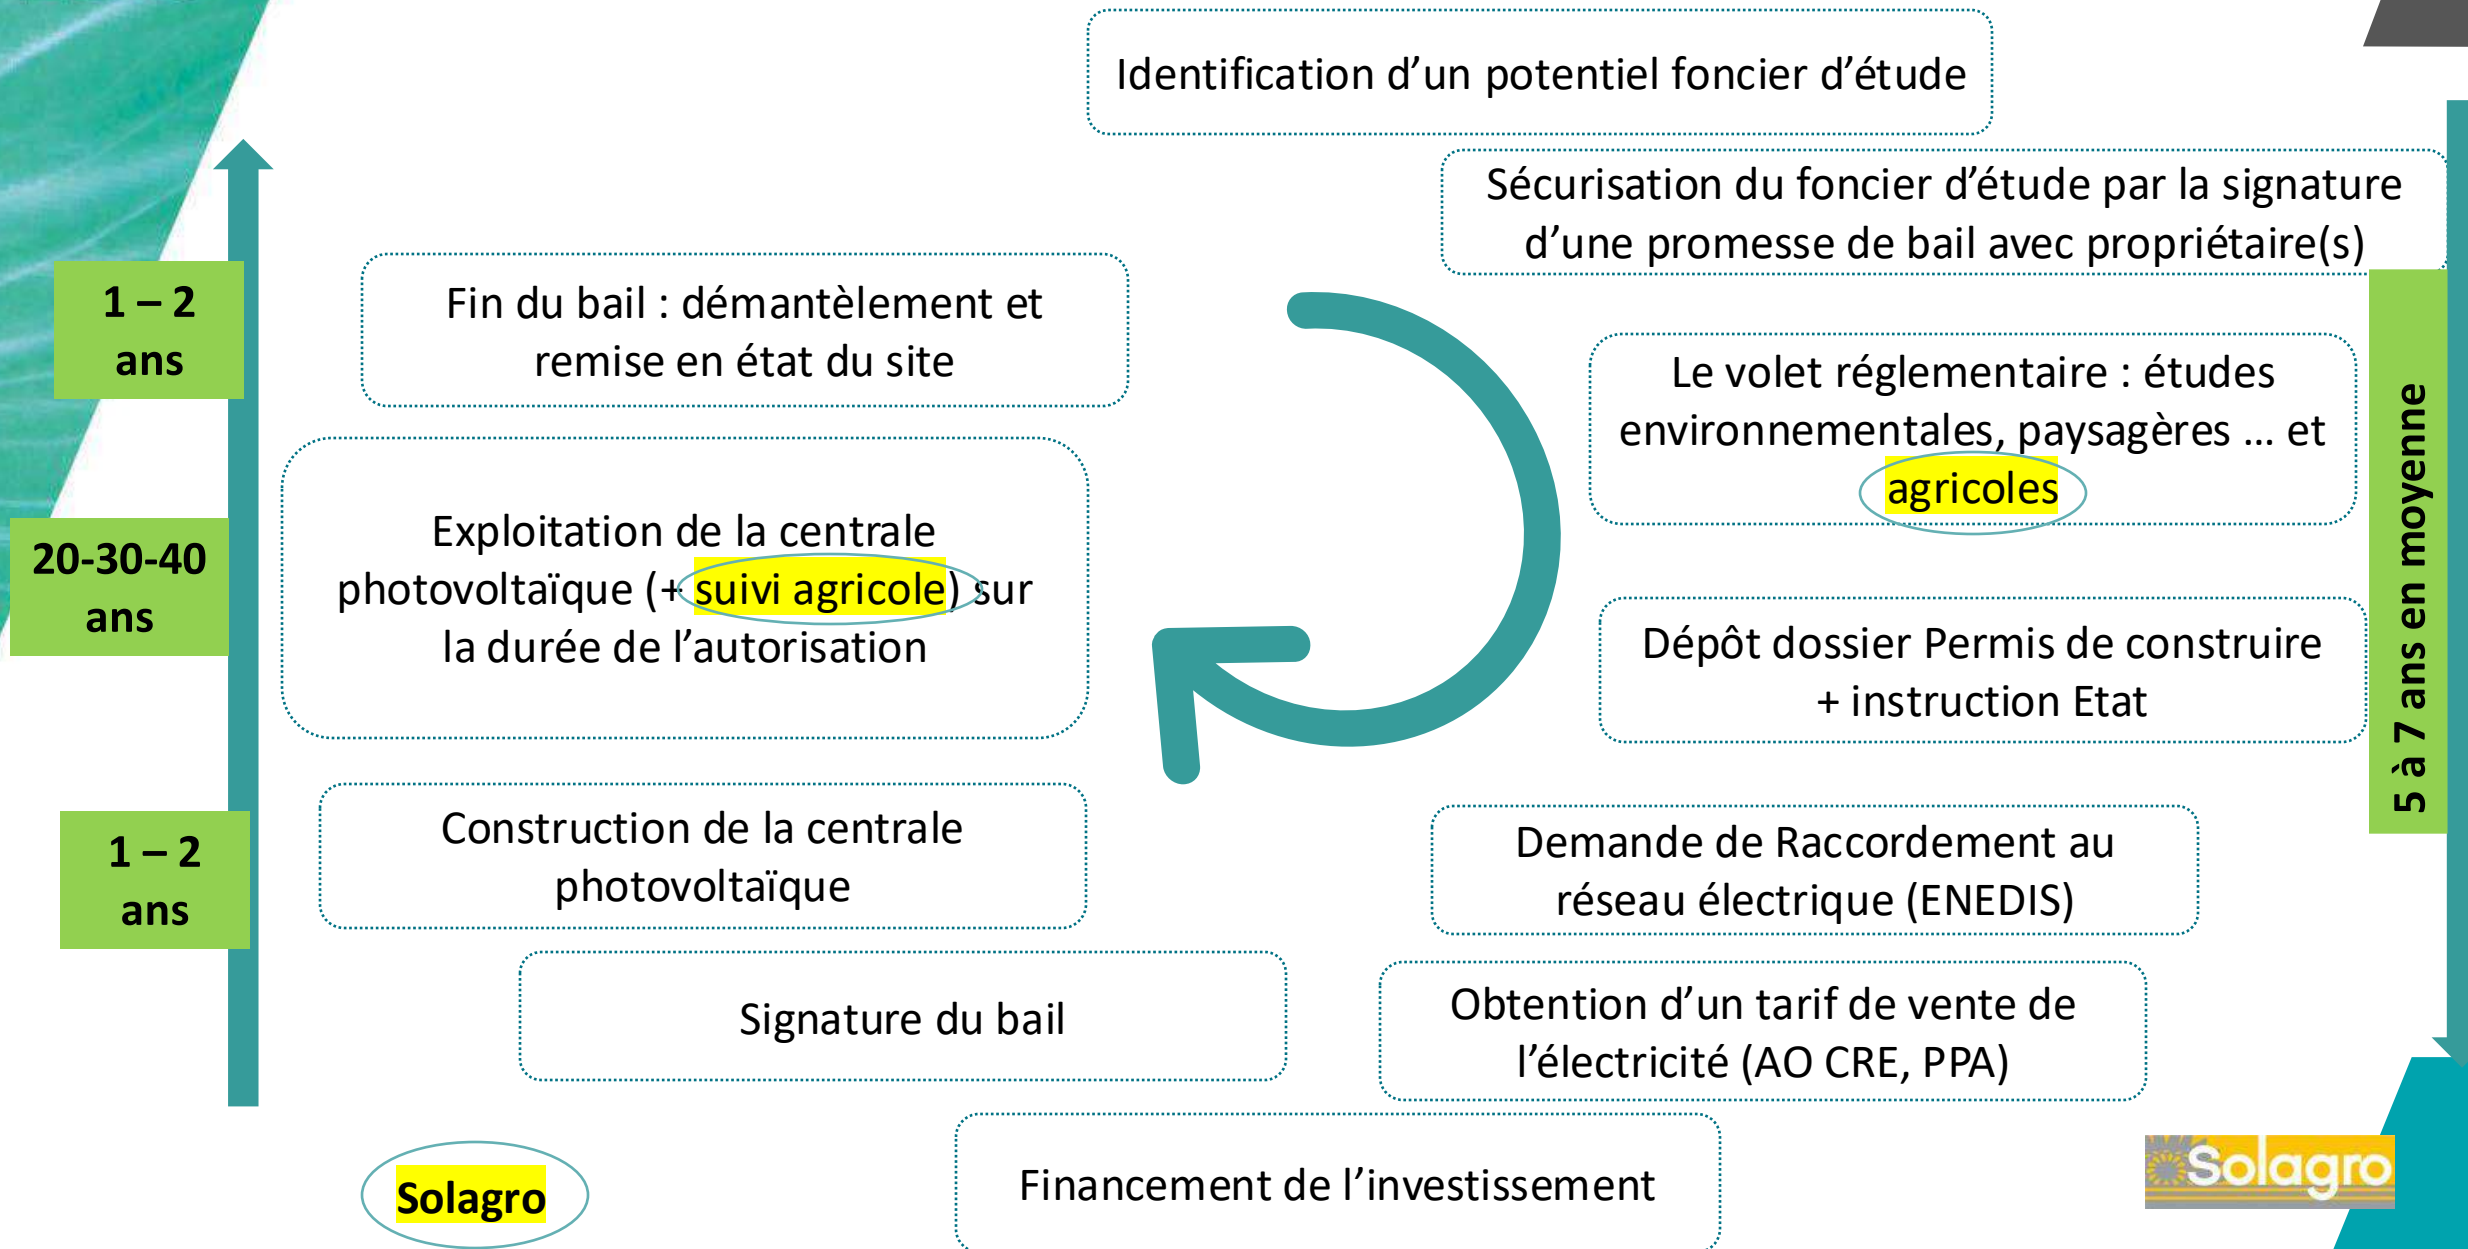 Identification d’un potentiel foncier d’étude
Sécurisation du foncier d’étude par la signature
d’une promesse de bail avec propriétaire(s)
Le volet réglementaire : études
environnementales, paysagères ... et
agricoles
Dépôt dossier Permis de construire
+ instruction Etat
Demande de Raccordement au
réseau électrique (ENEDIS)
Obtention d’un tarif de vente de
l’électricité (AO CRE, PPA)
5 à 7 ans en moyenne
Financement de l’investissement
Signature du bail
Construction de la centrale
photovoltaïque
1 – 2
ans
Exploitation de la centrale
photovoltaïque (+ suivi agricole) sur
la durée de l’autorisation
20-30-40
ans
Fin du bail : démantèlement et
remise en état du site
1 – 2
ans
Solagro
Solagro